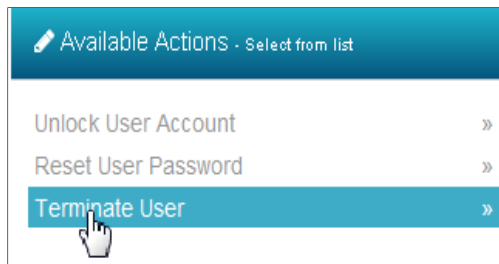 Available Actions - Select from list
Unlock User Account »
Reset User Password »
Terminate User »